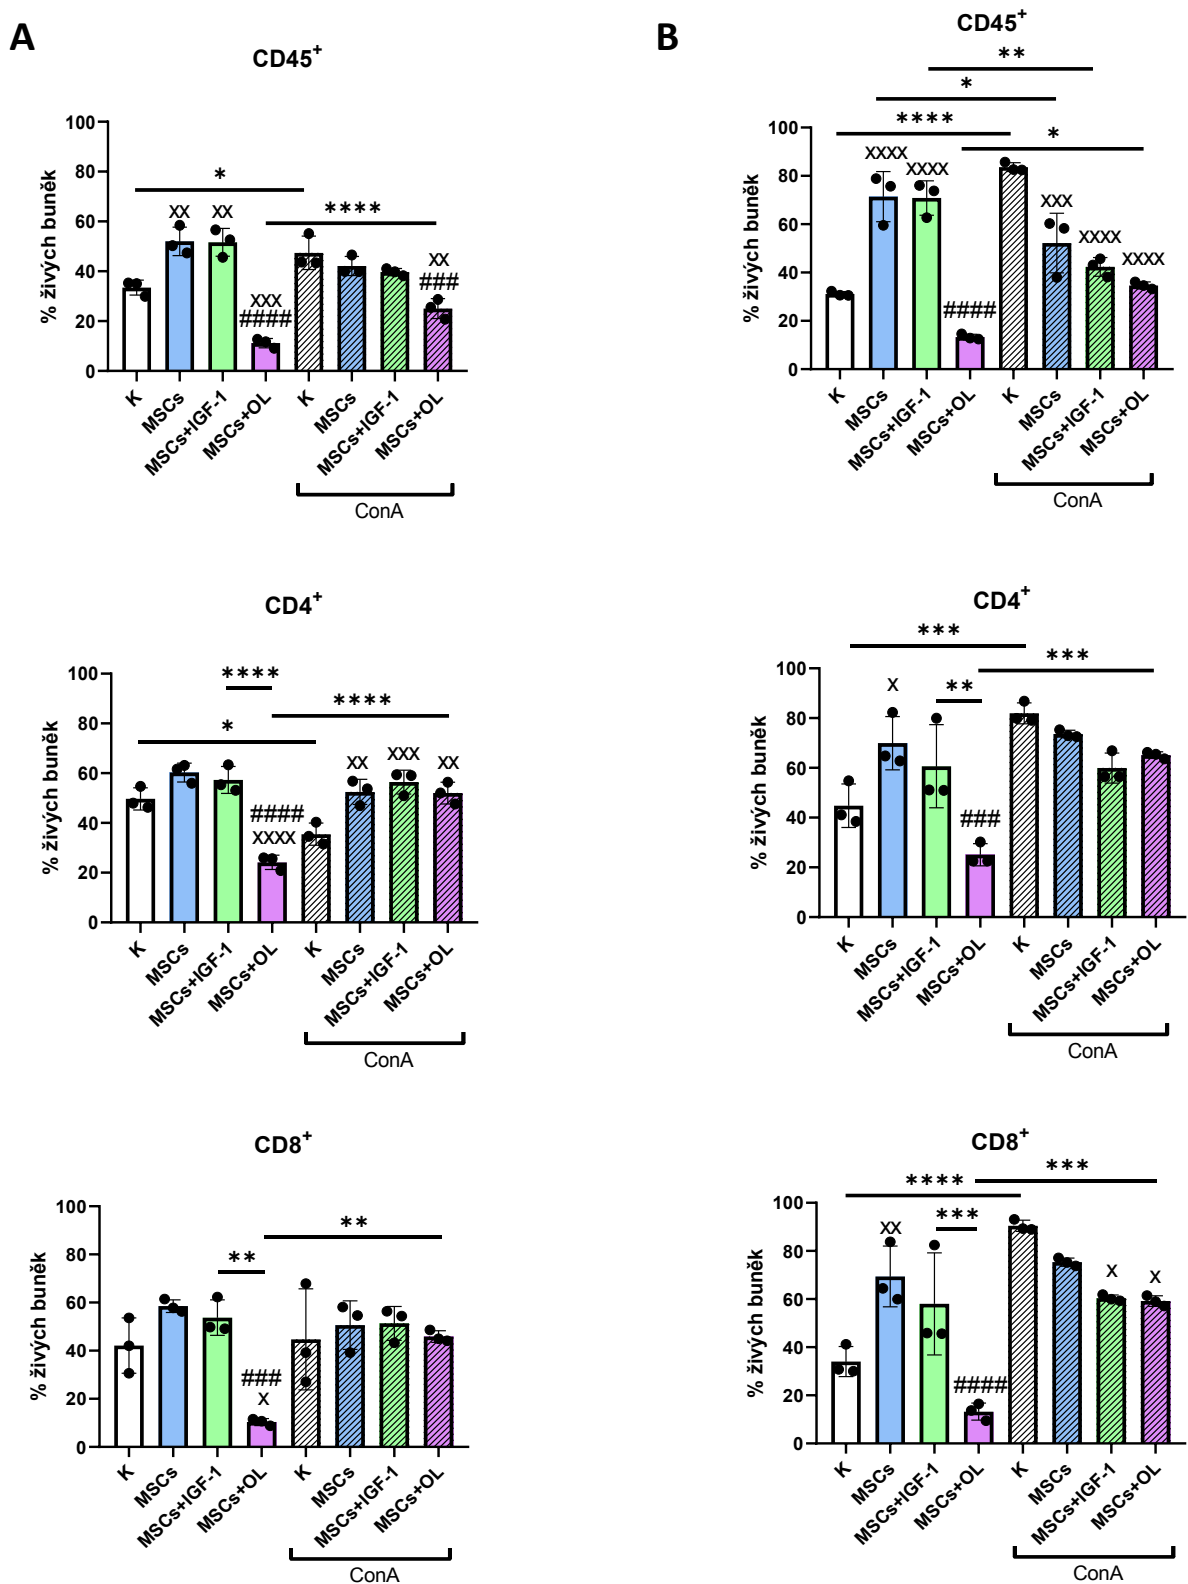 A
CD45+
% živých buněk
100
80
60
40
20
0
*
****
xx
xx
xxx
####
xx
###
K
MSCs
MSCs+IGF-1
MSCs+OL
K
MSCs
MSCs+IGF-1
MSCs+OL
ConA
CD4+
% živých buněk
100
80
60
40
20
0
****
****
*
####
xxxx
xx
xxx
xx
K
MSCs
MSCs+IGF-1
MSCs+OL
K
MSCs
MSCs+IGF-1
MSCs+OL
ConA
CD8+
% živých buněk
100
80
60
40
20
0
**
**
###
x
K
MSCs
MSCs+IGF-1
MSCs+OL
K
MSCs
MSCs+IGF-1
MSCs+OL
ConA
B
CD45+
% živých buněk
100
80
60
40
20
0
**
*
****
*
xxxx
xxxx
####
xxx
xxxx
xxxx
K
MSCs
MSCs+IGF-1
MSCs+OL
K
MSCs
MSCs+IGF-1
MSCs+OL
ConA
CD4+
% živých buněk
100
80
60
40
20
0
***
***
**
x
###
K
MSCs
MSCs+IGF-1
MSCs+OL
K
MSCs
MSCs+IGF-1
MSCs+OL
ConA
CD8+
% živých buněk
100
80
60
40
20
0
****
***
***
xx
####
x
x
K
MSCs
MSCs+IGF-1
MSCs+OL
K
MSCs
MSCs+IGF-1
MSCs+OL
ConA